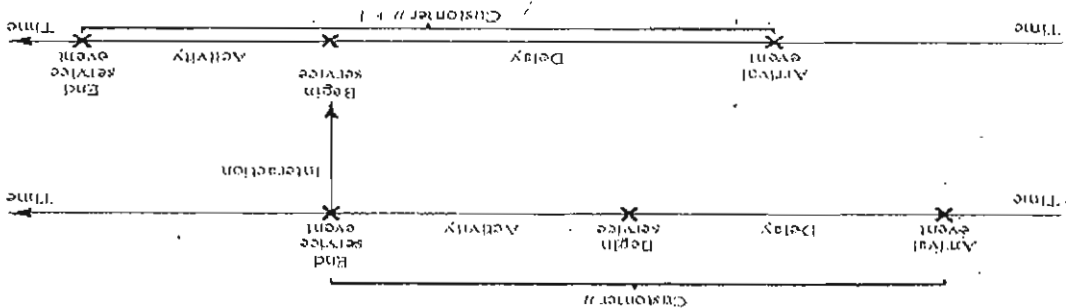 Customer n
Arrival
event
Delay
Begin
service
Activity
End
service
event
Time
Time
Interaction
Arrival
event
Delay
Begin
service
Activity
End
service
event
Time
Time
Customer n + 1